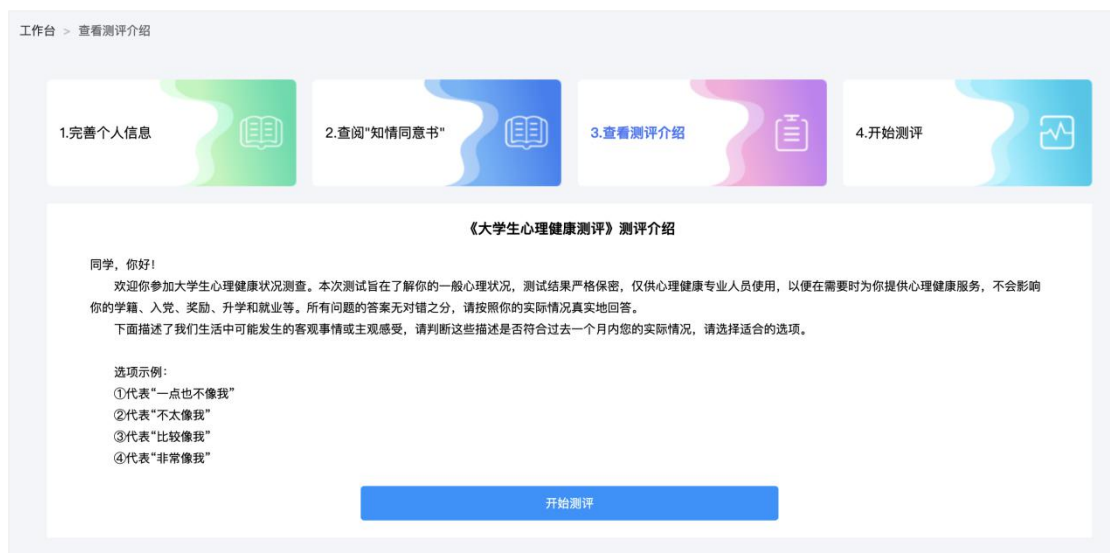 工作台 > 查看测评介绍
1.完善个人信息
2.查阅"知情同意书"
3.查看测评介绍
4.开始测评
《大学生心理健康测评》测评介绍
同学，你好！
欢迎你参加大学生心理健康状况测查。本次测试旨在了解你的一般心理状况，测试结果严格保密，仅供心理健康专业人员使用，以便在需要时为你提供心理健康服务，不会影响
你的学籍、入党、奖励、升学和就业等。所有问题的答案无对错之分，请按照你的实际情况真实地回答。
下面描述了我们生活中可能发生的客观事情或主观感受，请判断这些描述是否符合过去一个月内您的实际情况，请选择适合的选项。
选项示例：
①代表“一点也不像我”
②代表“不太像我”
③代表“比较像我”
④代表“非常像我”
开始测评